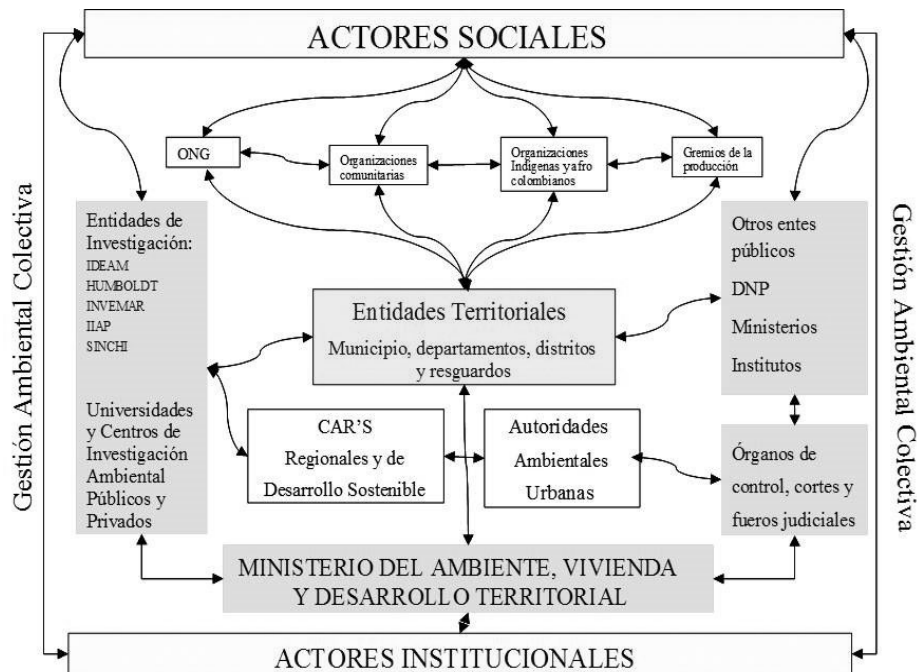 ACTORES SOCIALES
ONG
Organizaciones
comunitarias
Organizaciones
Indigenas y afro
colombianos
Gremios de la
producción
Gestión Ambiental Colectiva
Entidades de
Investigación:
IDEAM
HUMBOLDT
INVEMAR
IIAP
SINCHI
Universidades
y Centros de
Investigación
Ambiental
Públicos y
Privados
Entidades Territoriales
Municipio, departamentos, distritos
y resguardos
Otros entes
públicos
DNP
Ministerios
Institutos
Gestión Ambiental Colectiva
CAR'S
Regionales y de
Desarrollo Sostenible
Autoridades
Ambientales
Urbanas
Órganos de
control, cortes y
fueros judiciales
MINISTERIO DEL AMBIENTE, VIVIENDA
Y DESARROLLO TERRITORIAL
ACTORES INSTITUCIONALES